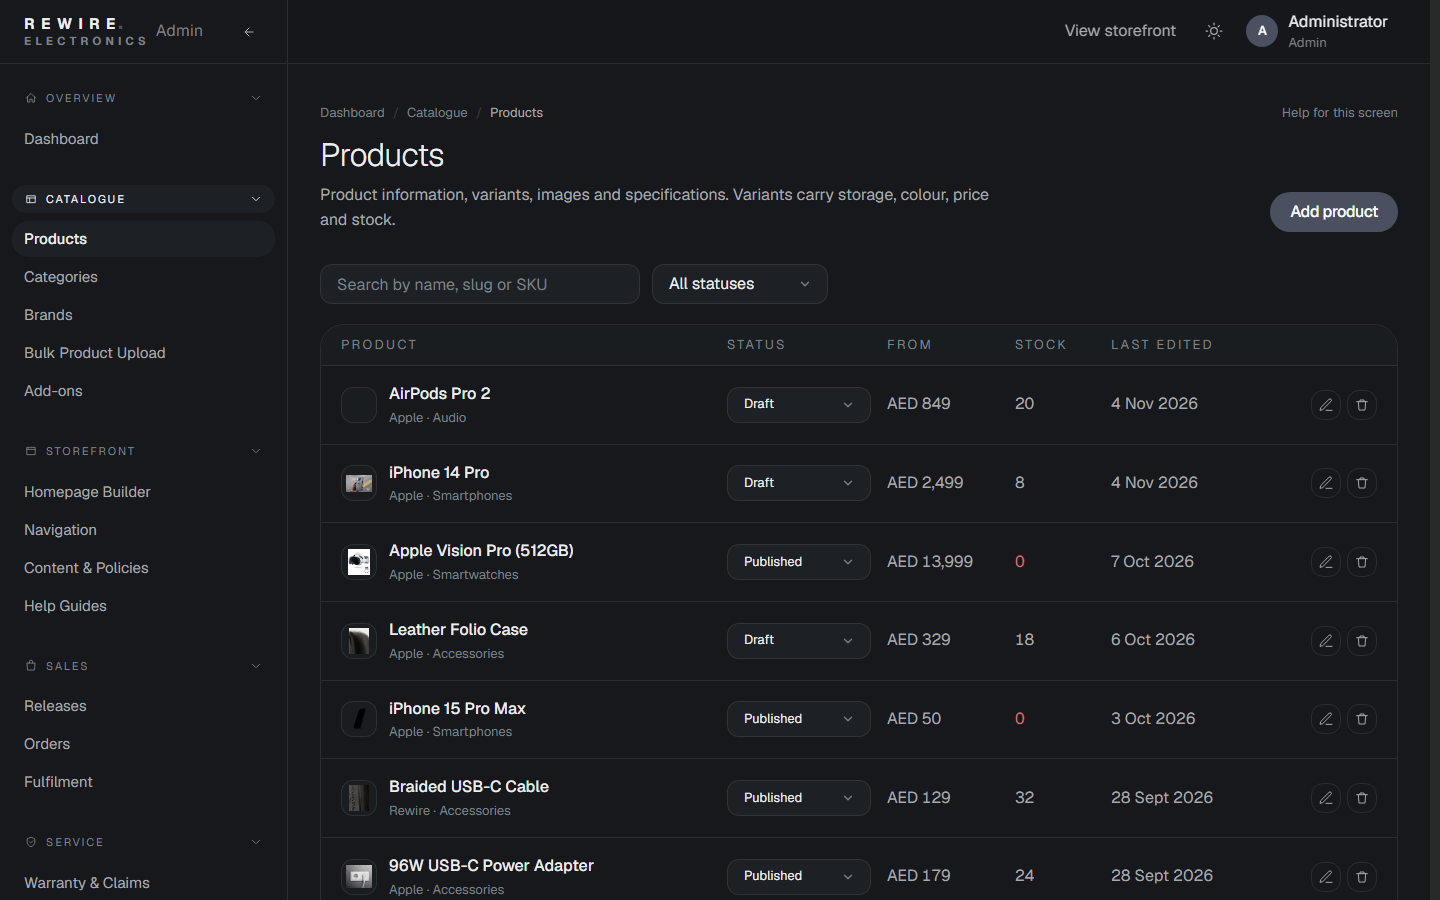 REWIRE.
ELECTRONICS
Admin
View storefront
A
Administrator
Admin
OVERVIEW
Dashboard
CATALOGUE
Products
Categories
Brands
Bulk Product Upload
Add-ons
STOREFRONT
Homepage Builder
Navigation
Content & Policies
Help Guides
SALES
Releases
Orders
Fulfilment
SERVICE
Warranty & Claims
Dashboard / Catalogue / Products
Help for this screen
Products
Product information, variants, images and specifications. Variants carry storage, colour, price
and stock.
Add product
Search by name, slug or SKU
All statuses
PRODUCT STATUS FROM STOCK LAST EDITED
AirPods Pro 2
Apple · Audio
Draft AED 849 20 4 Nov 2026
iPhone 14 Pro
Apple · Smartphones
Draft AED 2,499 8 4 Nov 2026
Apple Vision Pro (512GB)
Apple · Smartwatches
Published AED 13,999 0 7 Oct 2026
Leather Folio Case
Apple · Accessories
Draft AED 329 18 6 Oct 2026
iPhone 15 Pro Max
Apple · Smartphones
Published AED 50 0 3 Oct 2026
Braided USB-C Cable
Rewire · Accessories
Published AED 129 32 28 Sept 2026
96W USB-C Power Adapter
Apple · Accessories
Published AED 179 24 28 Sept 2026